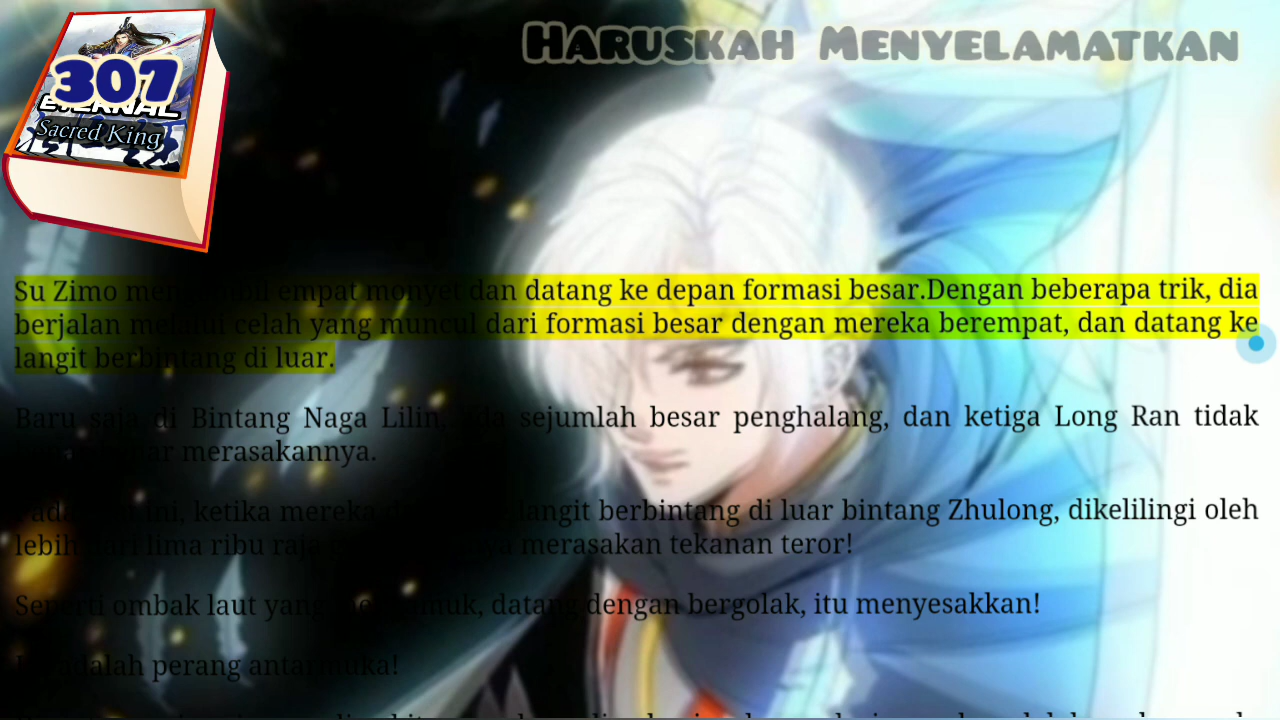 307
ETERNAL
Sacred King
HARUSKAH MENYELAMATKAN
Su Zimo mengambil empat monyet dan datang ke depan formasi besar.Dengan beberapa trik, dia
berjalan melalui celah yang muncul dari formasi besar dengan mereka berempat, dan datang ke
langit berbintang di luar.
Baru saja di Bintang Naga Lilin, ada sejumlah besar penghalang, dan ketiga Long Ran tidak
merasakannya.
Pada saat ini, ketika mereka langit berbintang di luar bintang Zhulong, dikelilingi oleh
lebih dari lima ribu raja merasakan tekanan teror!
Seperti ombak laut yang mengamuk, datang dengan bergolak, itu menyesakkan!
adalah perang antarmuka!